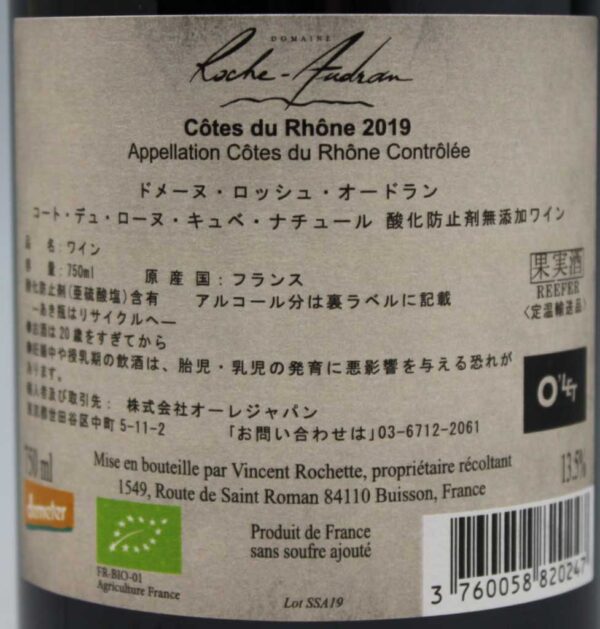 DOMAINE
Roche-Audran
Côtes du Rhône 2019
Appellation Côtes du Rhône Contrôlée
ドメーヌ・ロッシュ・オードラン
コート・デュ・ローヌ・キュベ・ナチュール 酸化防止剤無添加ワイン
品 名：ワイン
容 量：750ml 原 産 国：フランス
酸化防止剤(亜硫酸塩)含有 アルコール分は裏ラベルに記載
―あき瓶はリサイクルへ―
●お酒は20歳をすぎてから
●妊娠中や授乳期の飲酒は、胎児・乳児の発育に悪影響を与える恐れが
あります。
輸入者及び取引先： 株式会社オーレジャパン
東京都世田谷区中町 5-11-2 「お問い合わせは」03-6712-2061
果実酒
REEFER
〈定温輸送品〉
O'LET
750 ml
Mise en bouteille par Vincent Rochette, propriétaire récoltant
1549, Route de Saint Roman 84110 Buisson, France
13.5%
demeter
FR-BIO-01
Agriculture France
Produit de France
sans soufre ajouté
Lot SSA19
3 760058 820247